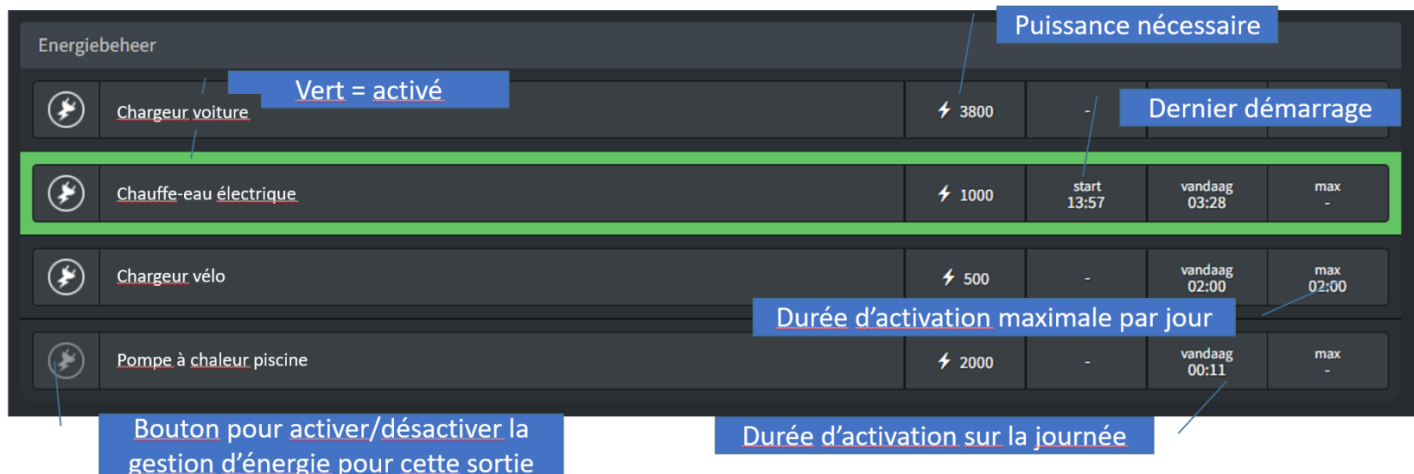 Puissance nécessaire
Energiebeheer
Vert = activé
Chargeur voiture
3800
-
Dernier démarrage
Chauffe-eau électrique
1000
start
13:57
vandaag
03:28
max
-
Chargeur vélo
500
-
vandaag
02:00
max
02:00
Durée d'activation maximale par jour
Pompe à chaleur piscine
2000
-
vandaag
00:11
max
-
Bouton pour activer/désactiver la
gestion d'énergie pour cette sortie
Durée d'activation sur la journée